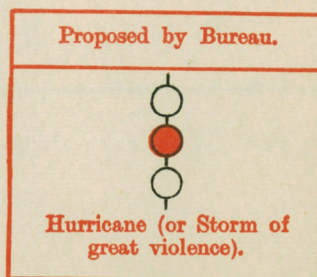 Proposed by Bureau.
Hurricane (or Storm of
great violence).